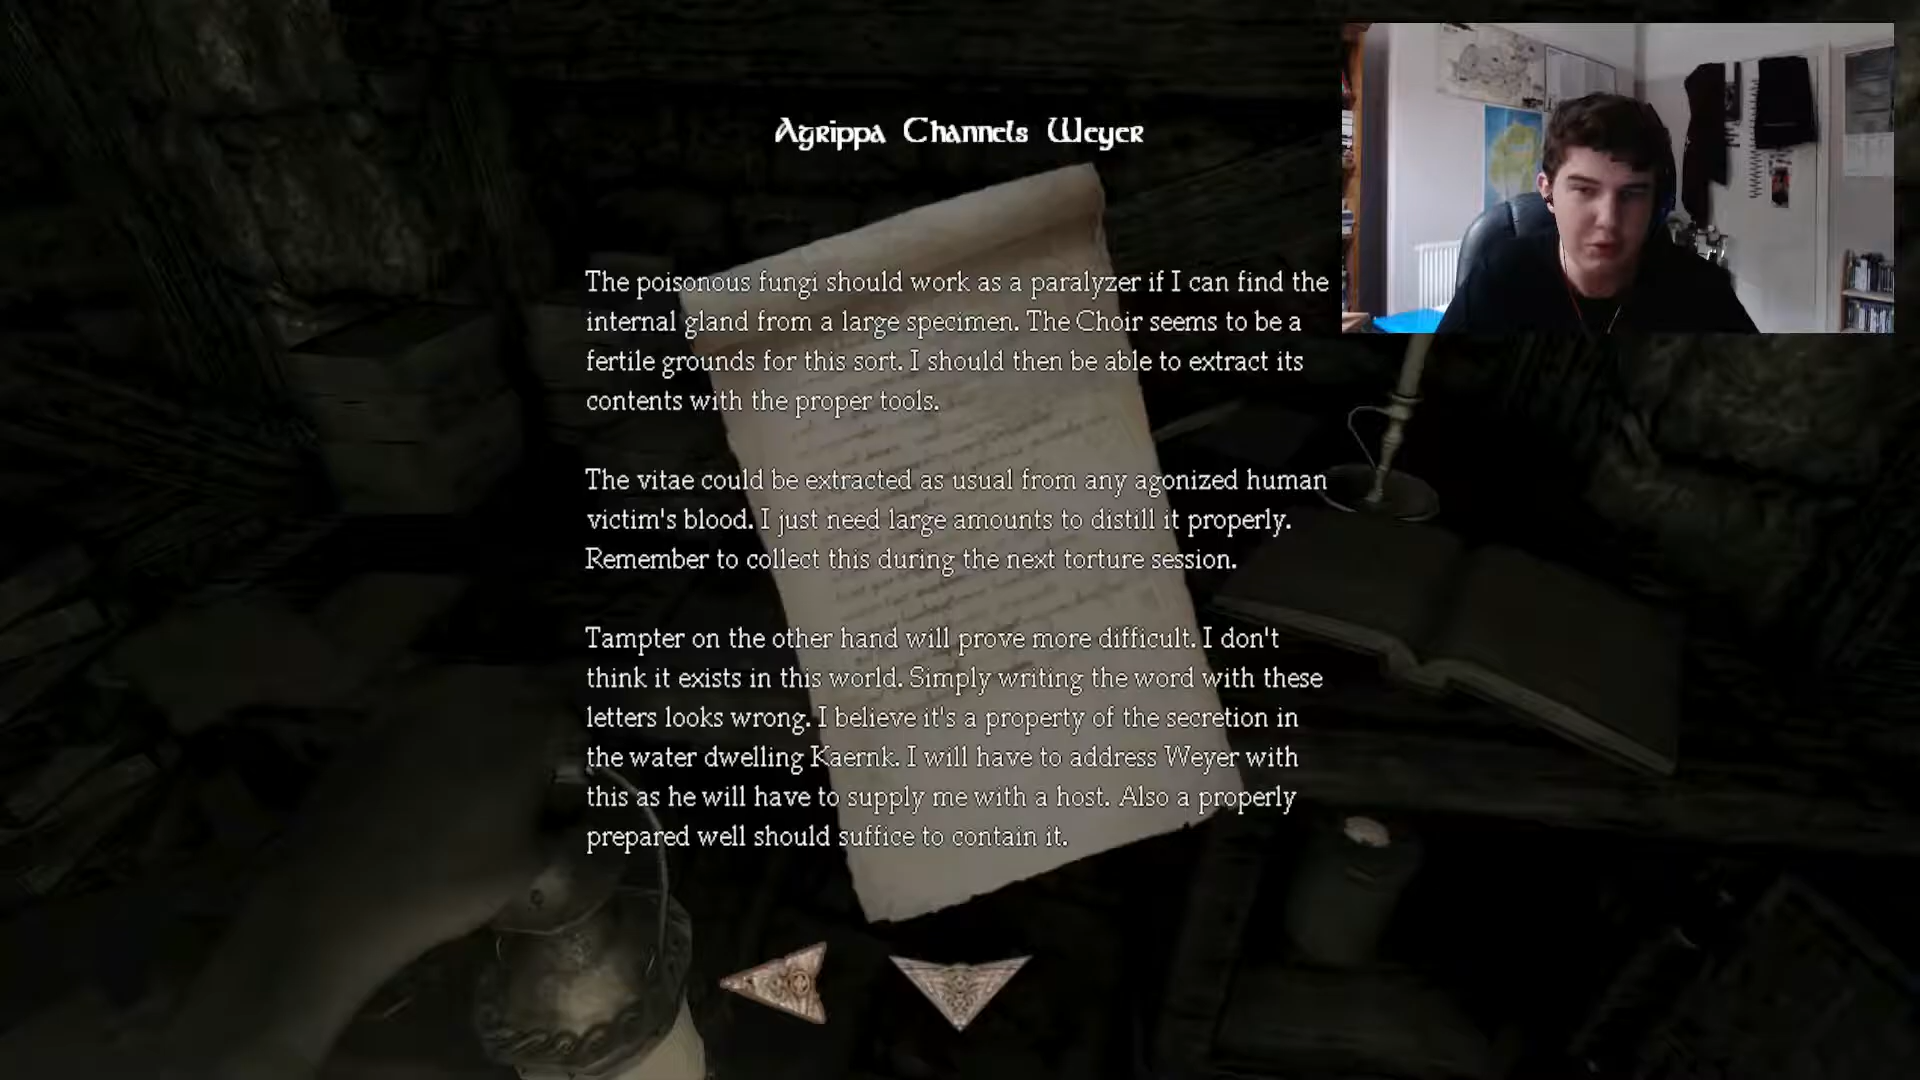 Agrippa Channels Weyer
The poisonous fungi should work as a paralyzer if I can find the
internal gland from a large specimen. The Choir seems to be a
fertile grounds for this sort. I should then be able to extract its
contents with the proper tools.
The vitae could be extracted as usual from any agonized human
victim's blood. I just need large amounts to distill it properly.
Remember to collect this during the next torture session.
Tampter on the other hand will prove more difficult. I don't
think it exists in this world. Simply writing the word with these
letters looks wrong. I believe it's a property of the secretion in
the water dwelling Kaernk. I will have to address Weyer with
this as he will have to supply me with a host. Also a properly
prepared well should suffice to contain it.